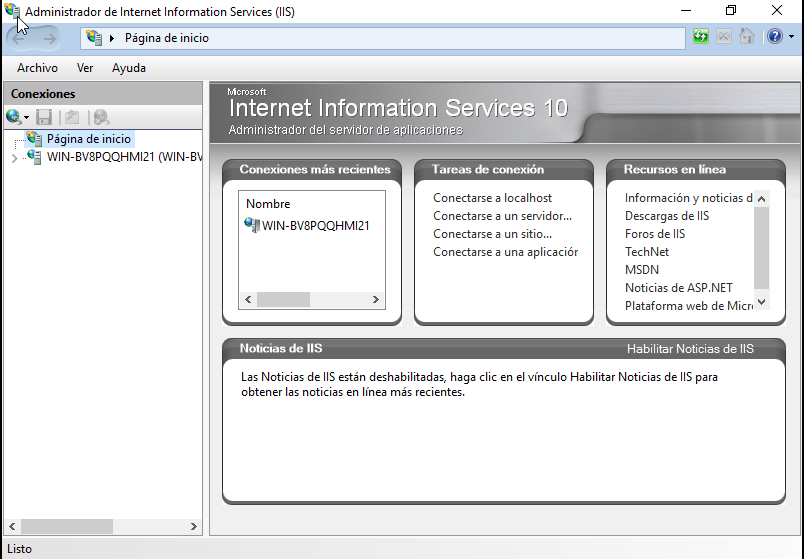 Administrador de Internet Information Services (IIS)
Página de inicio
Archivo Ver Ayuda
Conexiones
Página de inicio
WIN-BV8PQQHMI21 (WIN-BV
Microsoft
Internet Information Services 10
Administrador del servidor de aplicaciones
Conexiones más recientes
Nombre
WIN-BV8PQQHMI21
Tareas de conexión
Conectarse a localhost
Conectarse a un servidor...
Conectarse a un sitio...
Conectarse a una aplicación
Recursos en línea
Información y noticias d
Descargas de IIS
Foros de IIS
TechNet
MSDN
Noticias de ASP.NET
Plataforma web de Micr
Noticias de IIS
Habilitar Noticias de IIS
Las Noticias de IIS están deshabilitadas, haga clic en el vínculo Habilitar Noticias de IIS para
obtener las noticias en línea más recientes.
Listo